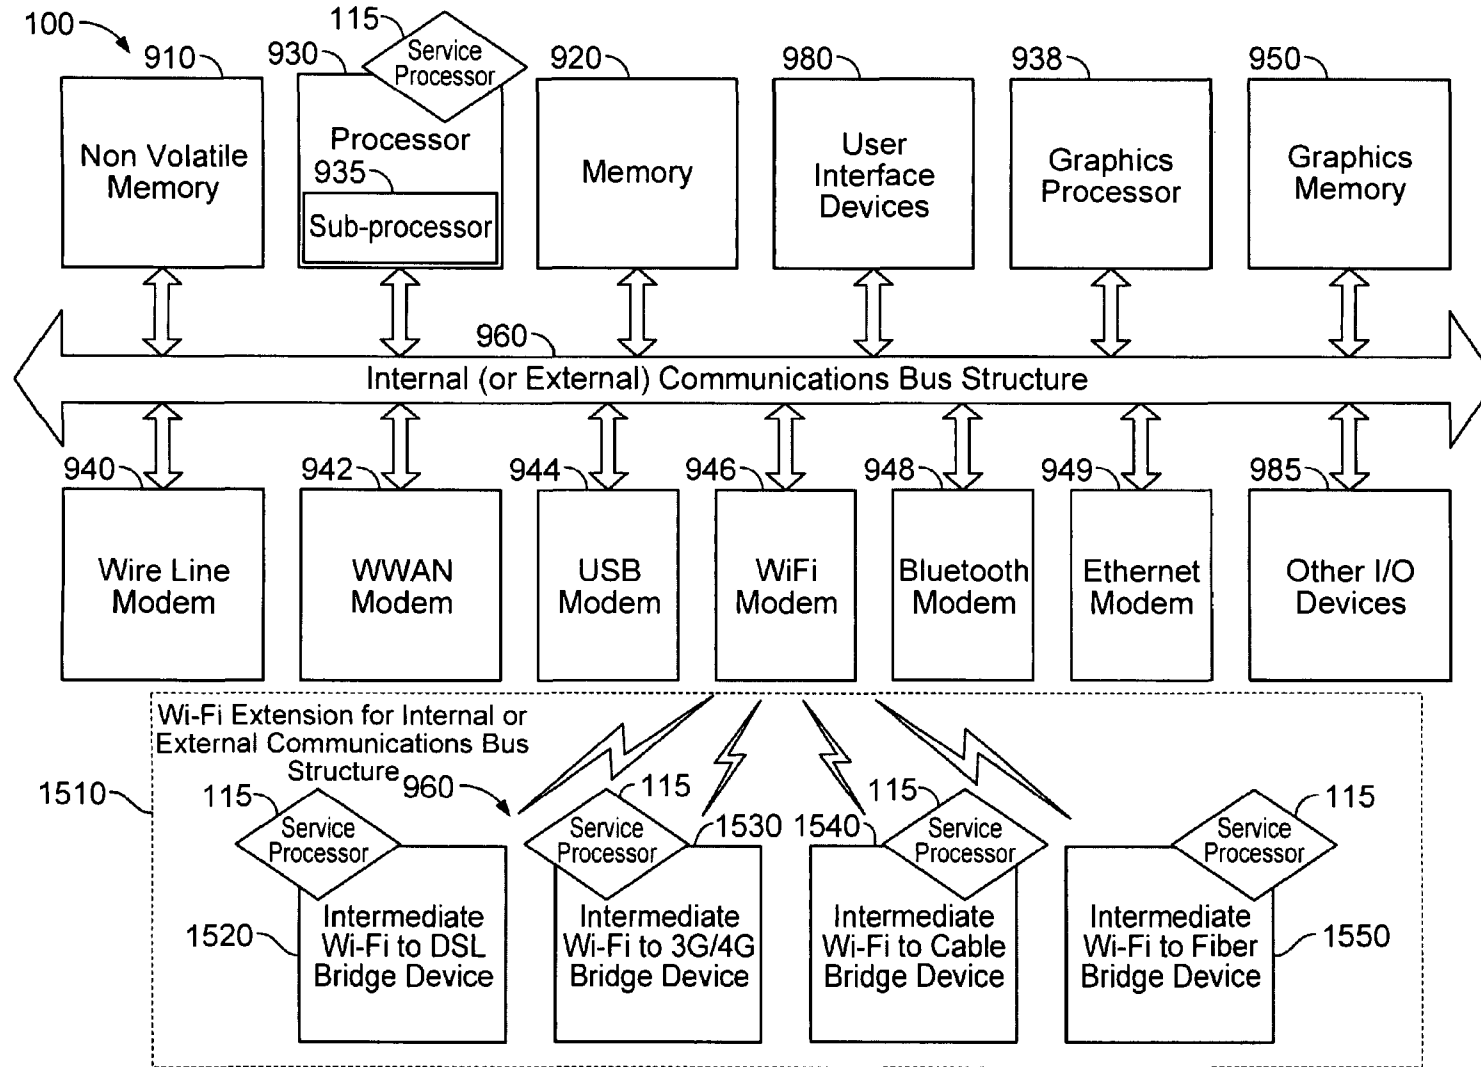 100
910
930
115
Service
Processor
920
980
938
950
Non Volatile
Memory
Processor
935
Sub-processor
Memory
User
Interface
Devices
Graphics
Processor
Graphics
Memory
960
Internal (or External) Communications Bus Structure
940
942
944
946
948
949
985
Wire Line
Modem
WWAN
Modem
USB
Modem
WiFi
Modem
Bluetooth
Modem
Ethernet
Modem
Other I/O
Devices
Wi-Fi Extension for Internal or
External Communications Bus
Structure
960
1510
115
Service
Processor
115
Service
Processor
1530
1540
115
Service
Processor
115
Service
Processor
1520
Intermediate
Wi-Fi to DSL
Bridge Device
Intermediate
Wi-Fi to 3G/4G
Bridge Device
Intermediate
Wi-Fi to Cable
Bridge Device
Intermediate
Wi-Fi to Fiber
Bridge Device
1550